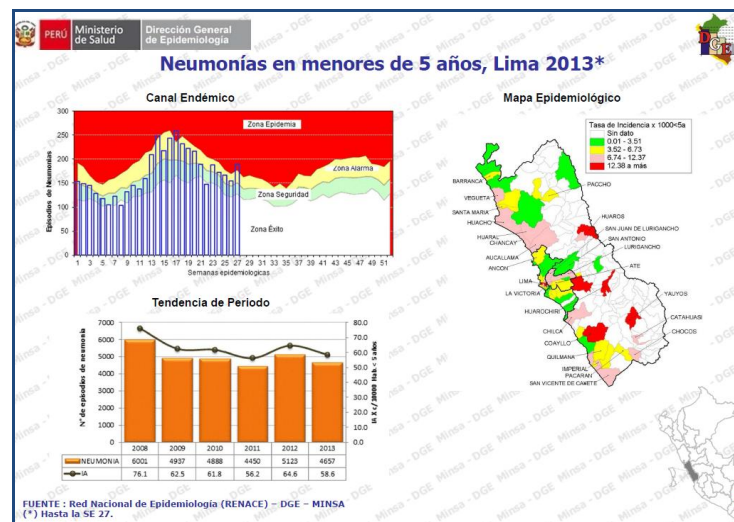 PERÚ
Ministerio
de Salud
Dirección General
de Epidemiología
DGE
Neumonías en menores de 5 años, Lima 2013*
Canal Endémico
Episodios de Neumonías
300
250
200
150
100
50
0
Zona Epidemia
Zona Alarma
Zona Seguridad
Zona Éxito
1 3 5 7 9 11 13 15 17 19 21 23 25 27 29 31 33 35 37 39 41 43 45 47 49 51
Semanas epidemiologicas
Mapa Epidemiológico
Tasa de Incidencia x 1000<5a
Sin dato
0.01 - 3.51
3.52 - 6.73
6.74 - 12.37
12.38 a más
BARRANCA
VEGUETA
SANTA MARIA
HUACHO
HUARAL
CHANCAY
AUCALLAMA
ANCON
LIMA
LA VICTORIA
HUAROCHIRI
CHILCA
COAYLLO
QUILMANA
IMPERIAL
PACARAN
SAN VICENTE DE CAÑETE
PACCHO
HUAROS
SAN JUAN DE LURIGANCHO
SAN ANTONIO
LURIGANCHO
ATE
YAUYOS
CATAHUASI
CHOCOS
Tendencia de Periodo
N° de episodios de neumonia
7000
6000
5000
4000
3000
2000
1000
0
80.0
70.0
60.0
50.0
40.0
30.0
20.0
10.0
0.0
IA X c/10000 Hab. < 5 años
2008 2009 2010 2011 2012 2013
NEUMONIA 6001 4937 4888 4450 5123 4657
IA 76.1 62.5 61.8 56.2 64.6 58.6
FUENTE : Red Nacional de Epidemiología (RENACE) – DGE – MINSA
(*) Hasta la SE 27.
Minsa - DGE